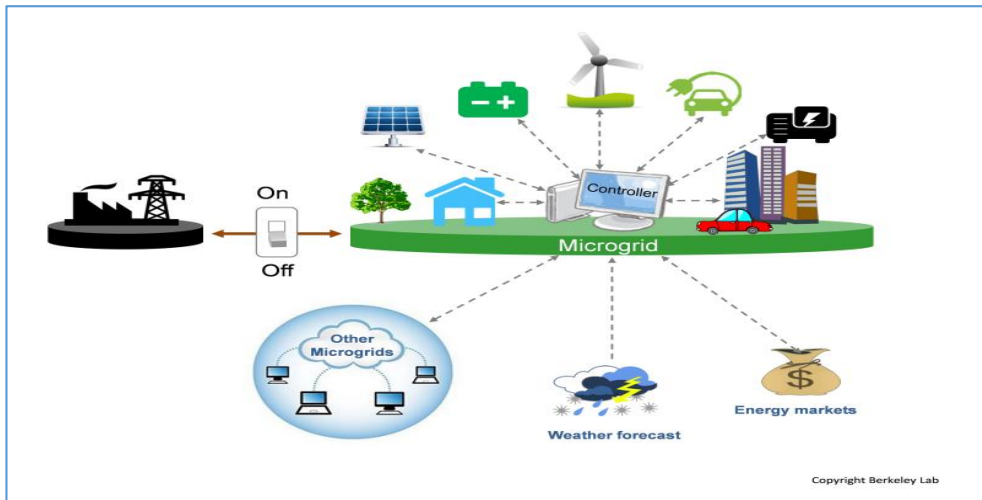 Controller
On
Off
Microgrid
Other
Microgrids
Weather forecast
Energy markets
Copyright Berkeley Lab